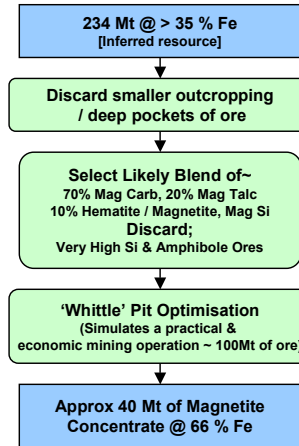 234 Mt @ > 35 % Fe
[Inferred resource]
Discard smaller outcropping
/ deep pockets of ore
Select Likely Blend of~
70% Mag Carb, 20% Mag Talc
10% Hematite / Magnetite, Mag Si
Discard;
Very High Si & Amphibole Ores
‘Whittle’ Pit Optimisation
(Simulates a practical &
economic mining operation ~ 100Mt of ore)
Approx 40 Mt of Magnetite
Concentrate @ 66 % Fe